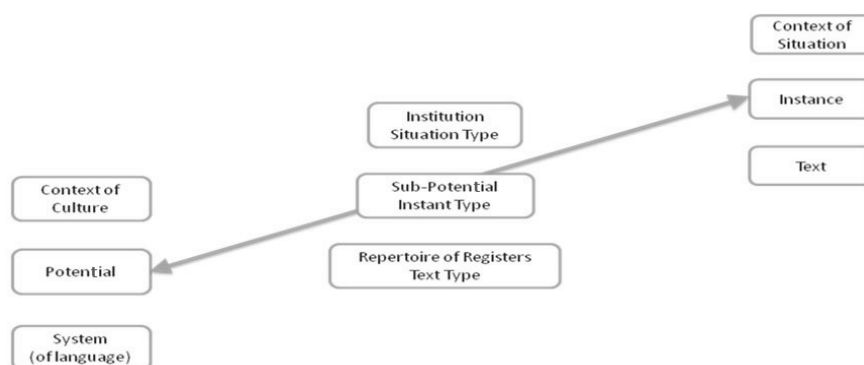 Context of
Situation
Instance
Text
Institution
Situation Type
Sub-Potential
Instant Type
Repertoire of Registers
Text Type
Context of
Culture
Potential
System
(of language)